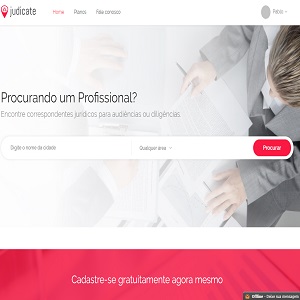 judicate
Home Planos Fale conosco
Procurando um Profissional?
Encontre correspondentes jurídicos para audiências ou diligências
Digite o nome da cidade
Qualquer área
Procurar
Cadastre-se gratuitamente agora mesmo
Offline - Deixe sua mensagem